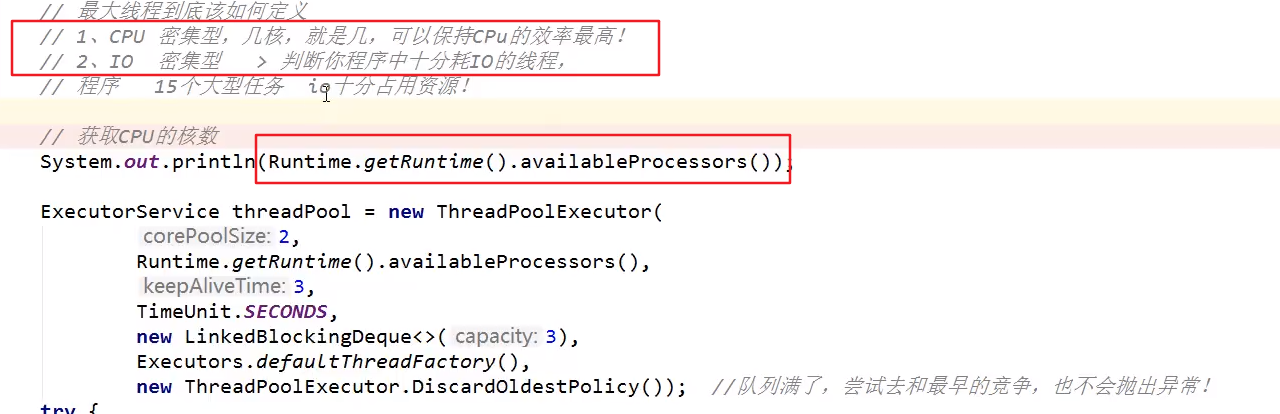 // 最大线程到底该如何定义
// 1、CPU 密集型，几核，就是几，可以保持CPu的效率最高！
// 2、IO 密集型 > 判断你程序中十分耗IO的线程，
// 程序 15个大型任务 io十分占用资源！
// 获取CPU的核数
System.out.println(Runtime.getRuntime().availableProcessors());
ExecutorService threadPool = new ThreadPoolExecutor(
corePoolSize: 2,
Runtime.getRuntime().availableProcessors(),
keepAliveTime: 3,
TimeUnit.SECONDS,
new LinkedBlockingDeque<>( capacity: 3),
Executors.defaultThreadFactory(),
new ThreadPoolExecutor.DiscardOldestPolicy()); //队列满了，尝试去和最早的竞争，也不会抛出异常！
try {